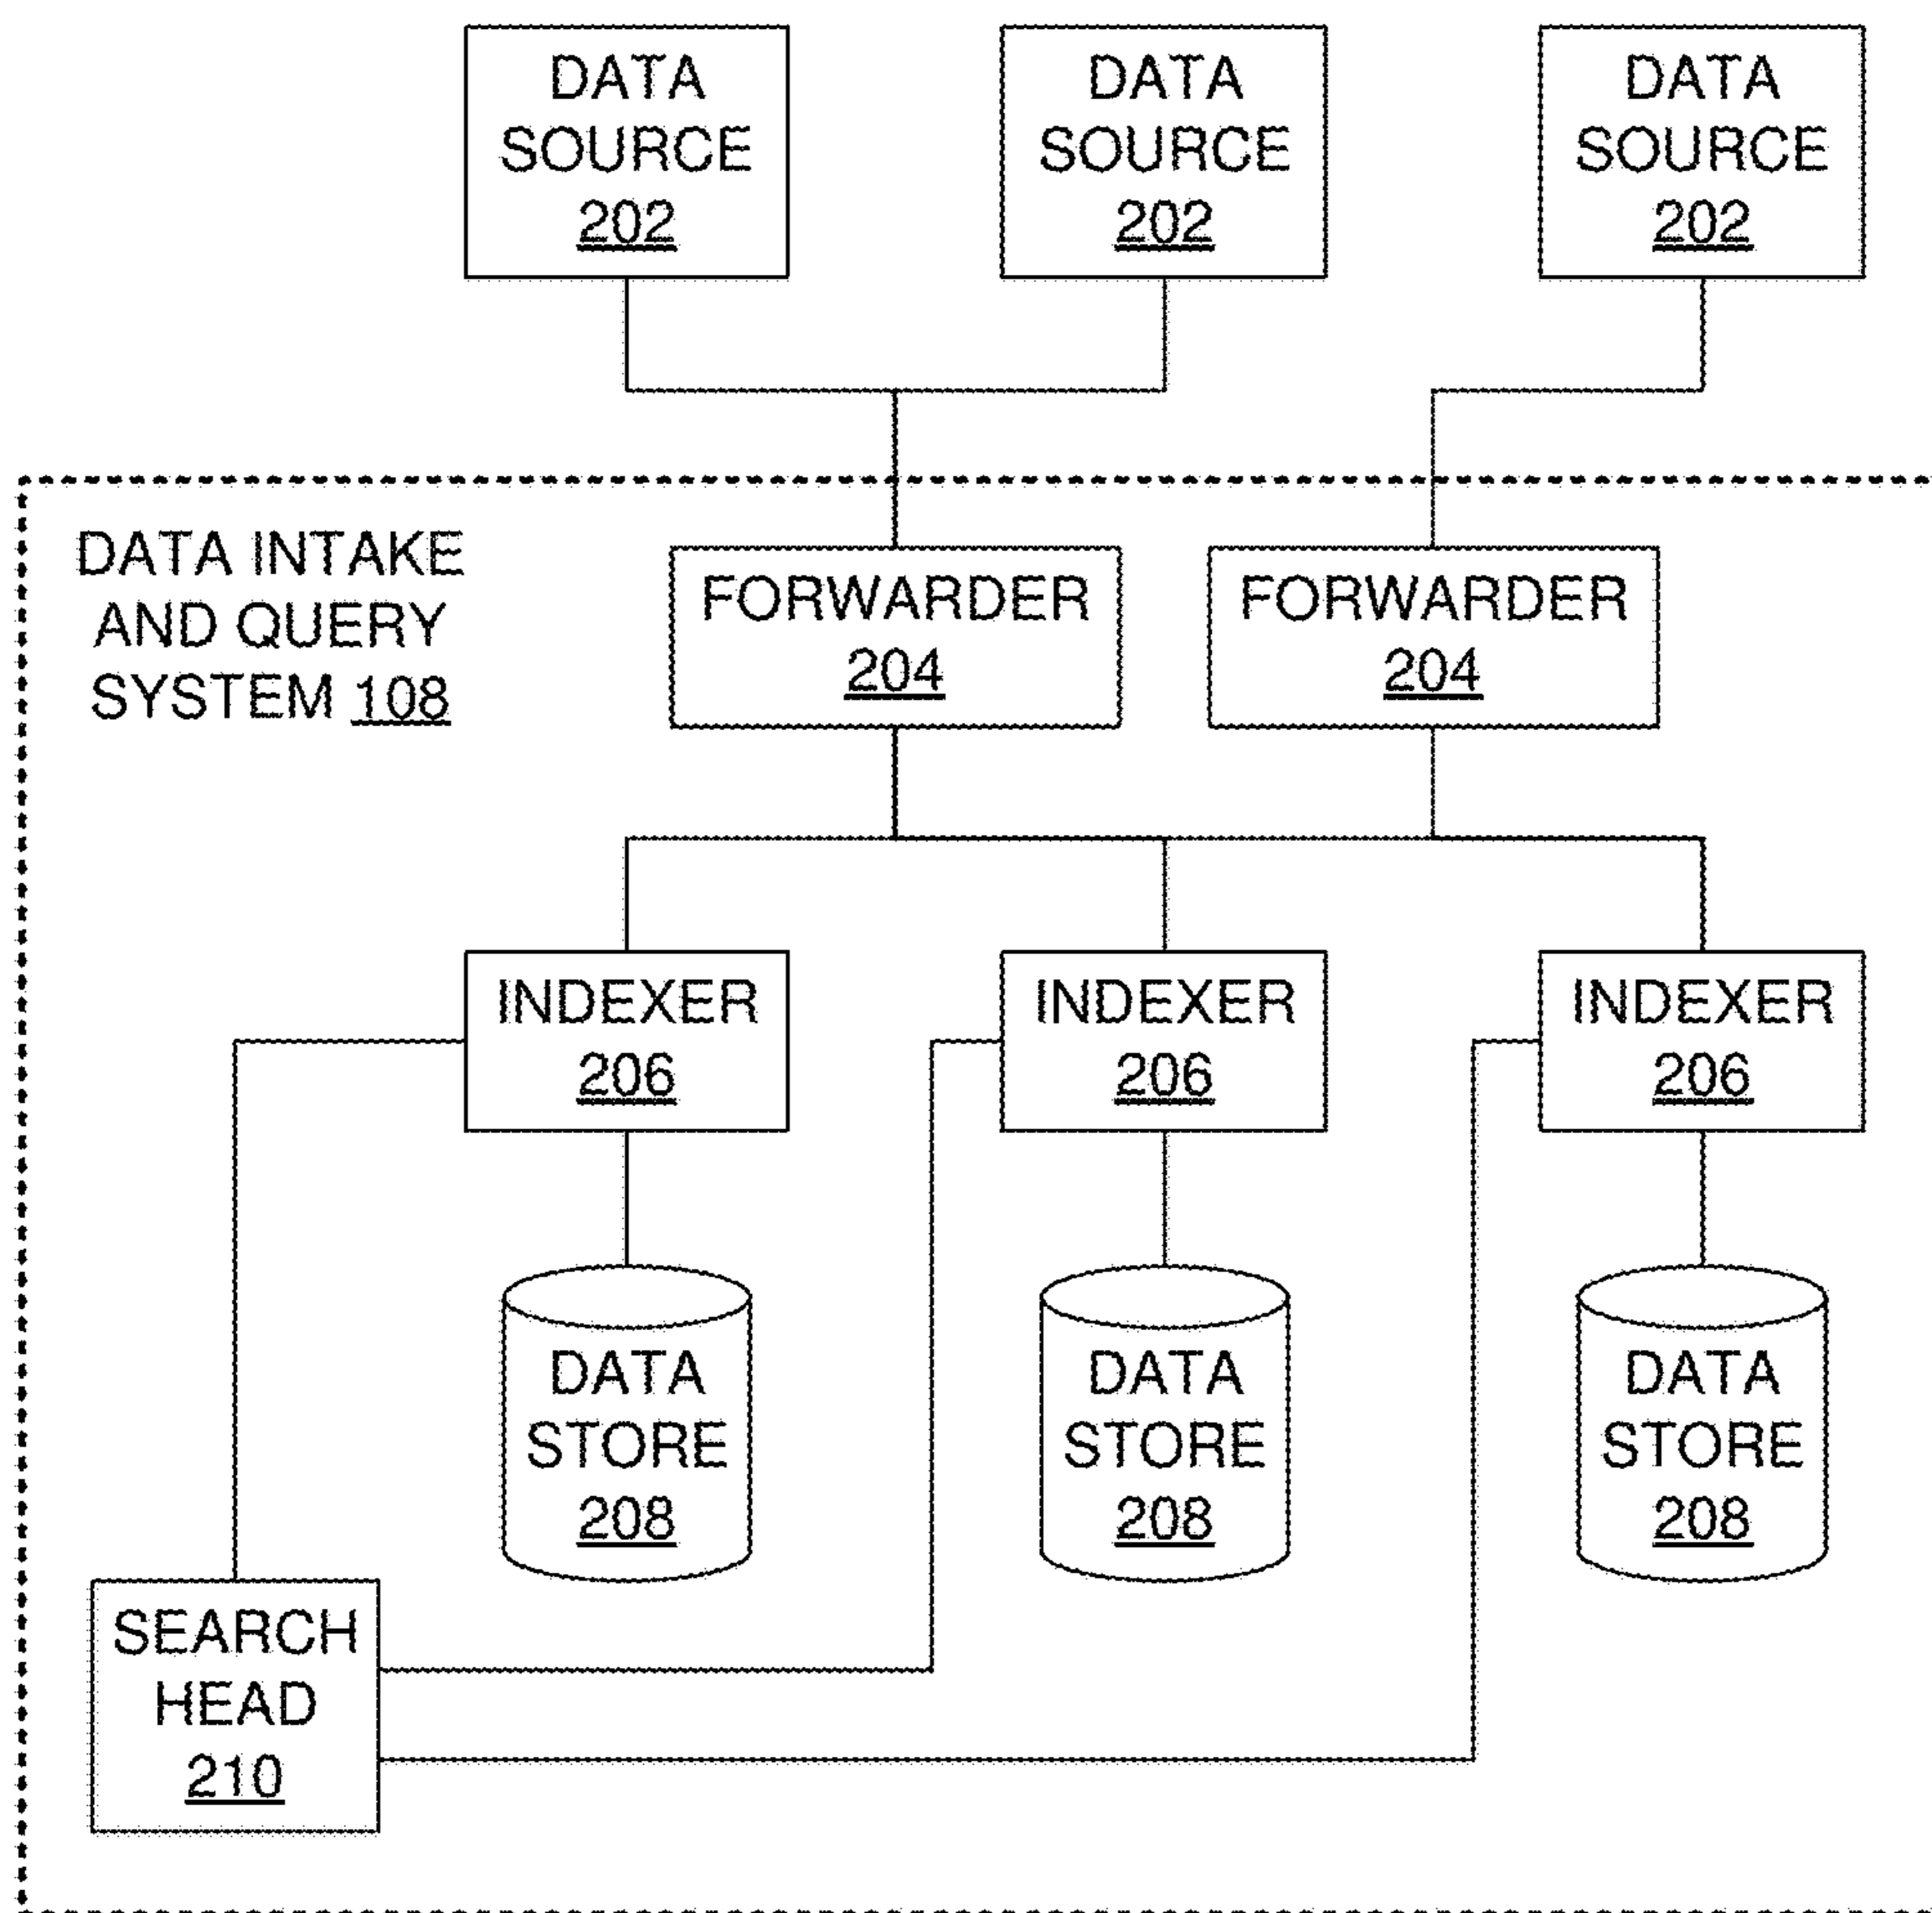 DATA
SOURCE
202
DATA
SOURCE
202
DATA
SOURCE
202
DATA INTAKE
AND QUERY
SYSTEM 108
FORWARDER
204
FORWARDER
204
INDEXER
206
INDEXER
206
INDEXER
206
DATA
STORE
208
DATA
STORE
208
DATA
STORE
208
SEARCH
HEAD
210